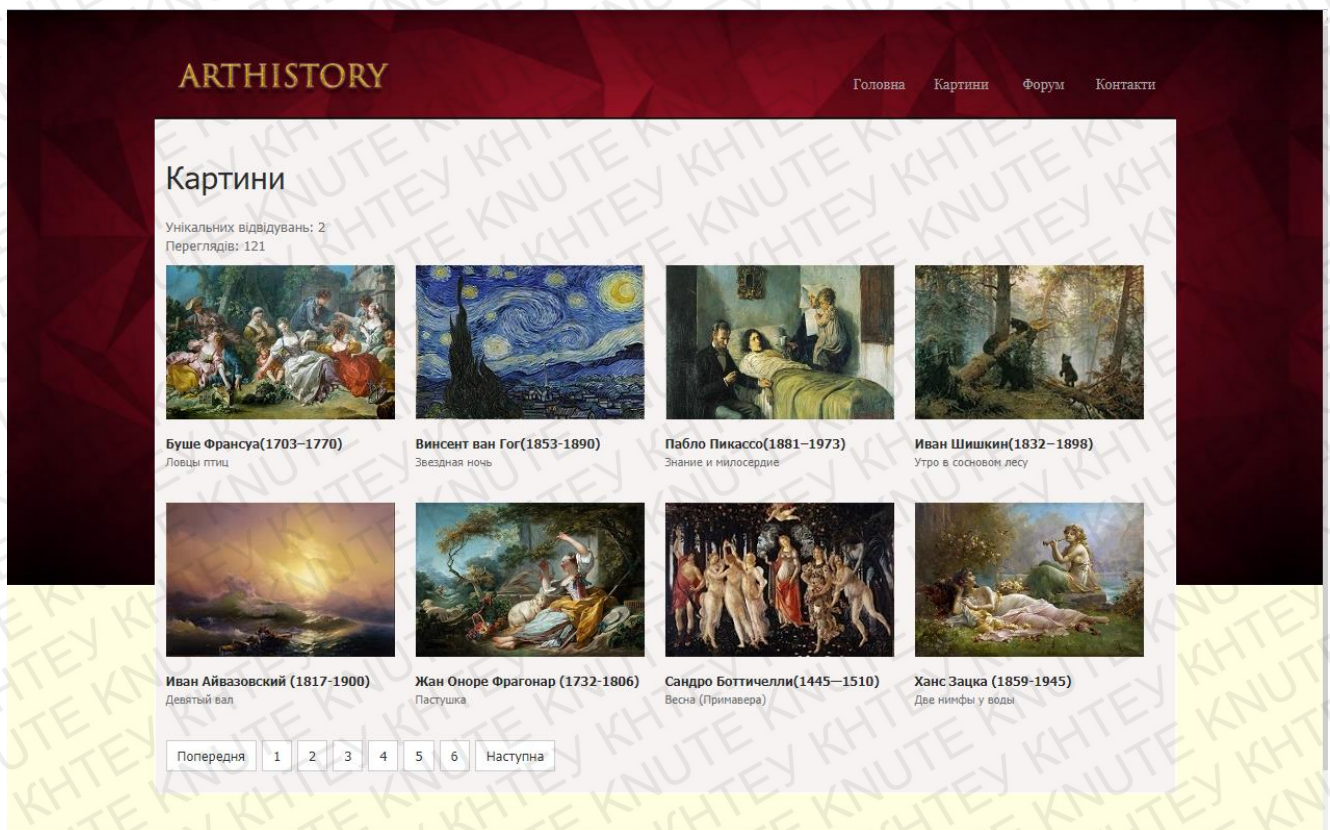 ARTHISTORY
Головна Картини Форум Контакти
Картини
Унікальних відвідувань: 2
Переглядів: 121
Буше Франсуа(1703–1770)
Ловцы птиц
Винсент ван Гог(1853-1890)
Звездная ночь
Пабло Пикассо(1881–1973)
Знание и милосердие
Иван Шишкин(1832–1898)
Утро в сосновом лесу
Иван Айвазовский (1817-1900)
Девятый вал
Жан Оноре Фрагонар (1732-1806)
Пастушка
Сандро Боттичелли(1445—1510)
Весна (Примавера)
Ханс Зацка (1859-1945)
Две нимфы у воды
Попередня 1 2 3 4 5 6 Наступна
KNUTE КНТЕУ